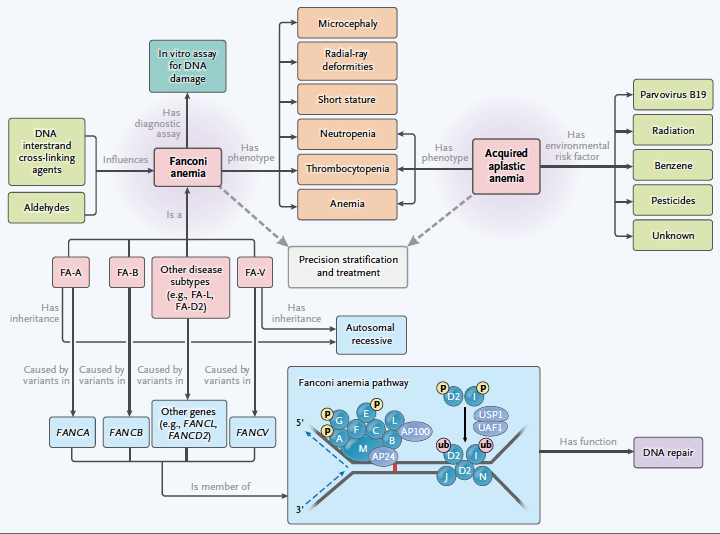 Microcephaly
Radial-ray
deformities
Short stature
Neutropenia
Thrombocytopenia
Anemia
In vitro assay
for DNA
damage
Has
diagnostic
assay
DNA
interstrand
cross-linking
agents
Aldehydes
Influences
Fanconi
anemia
Has
phenotype
Has
phenotype
Acquired
aplastic
anemia
Has
environmental
risk factor
Parvovirus B19
Radiation
Benzene
Pesticides
Unknown
Is a
Precision stratification
and treatment
FA-A
FA-B
Other disease
subtypes
(e.g., FA-L,
FA-D2)
FA-V
Has
inheritance
Has
inheritance
Autosomal
recessive
Caused by
variants in
Caused by
variants in
Caused by
variants in
Caused by
variants in
FANCA
FANCB
Other genes
(e.g., FANCL,
FANCD2)
FANCV
Is member of
Fanconi anemia pathway
5'
3'
P
P
P
G
E
L
A
F
C
B
M
AP100
AP24
P
D2
I
P
USP1
UAF1
ub
ub
D2
I
J
D2
N
Has function
DNA repair